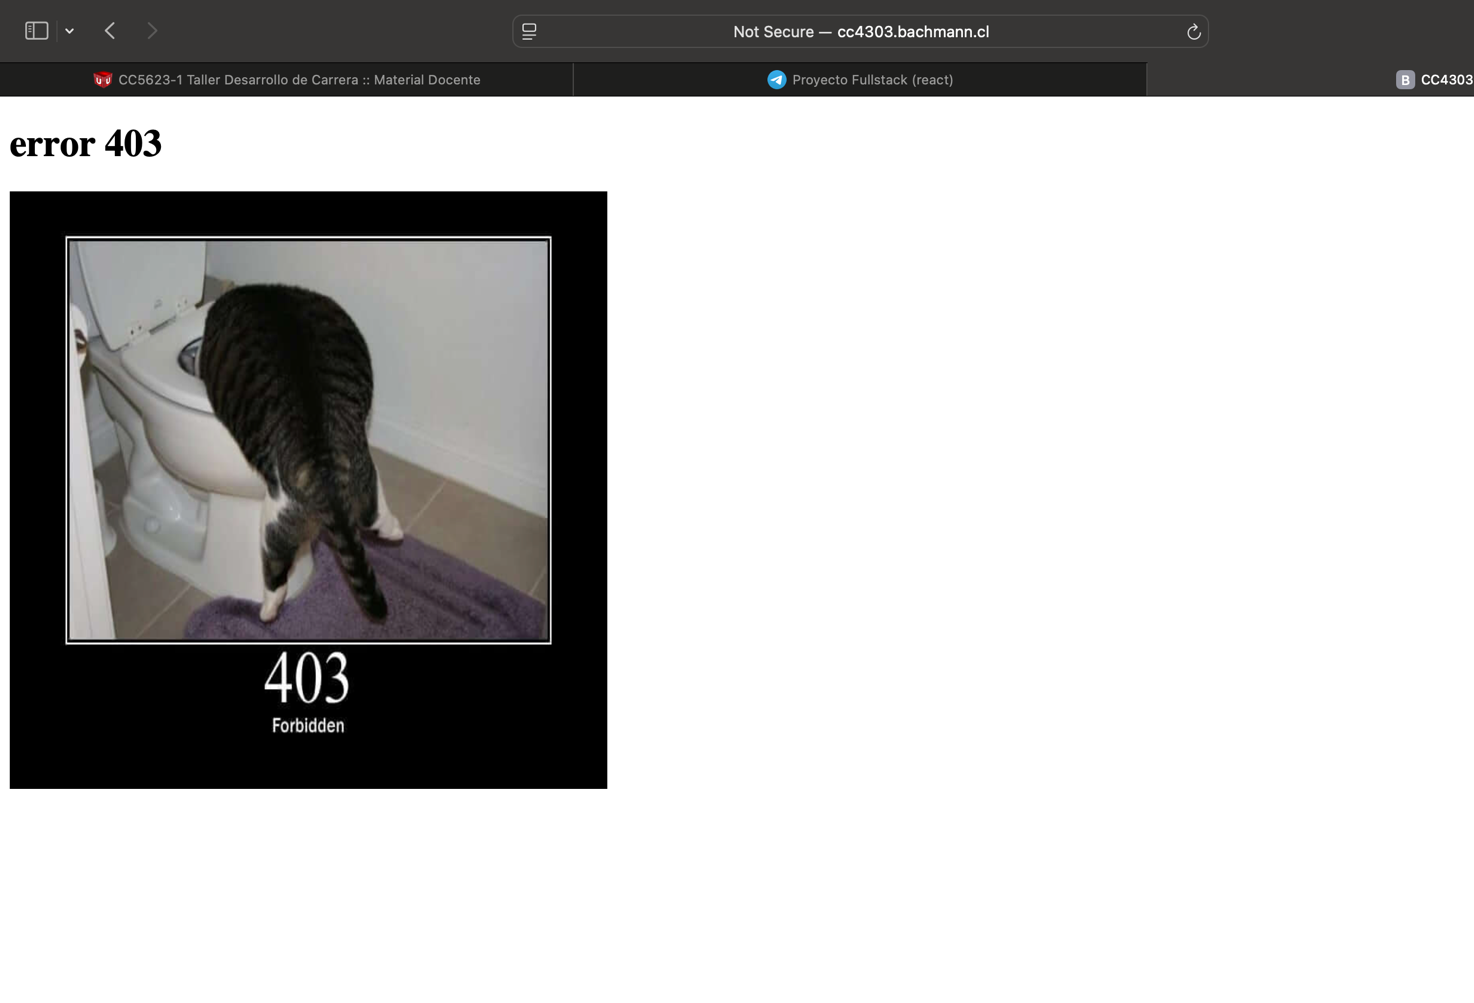 Not Secure — cc4303.bachmann.cl
CC5623-1 Taller Desarrollo de Carrera :: Material Docente
Proyecto Fullstack (react)
B CC4303
error 403
403
Forbidden